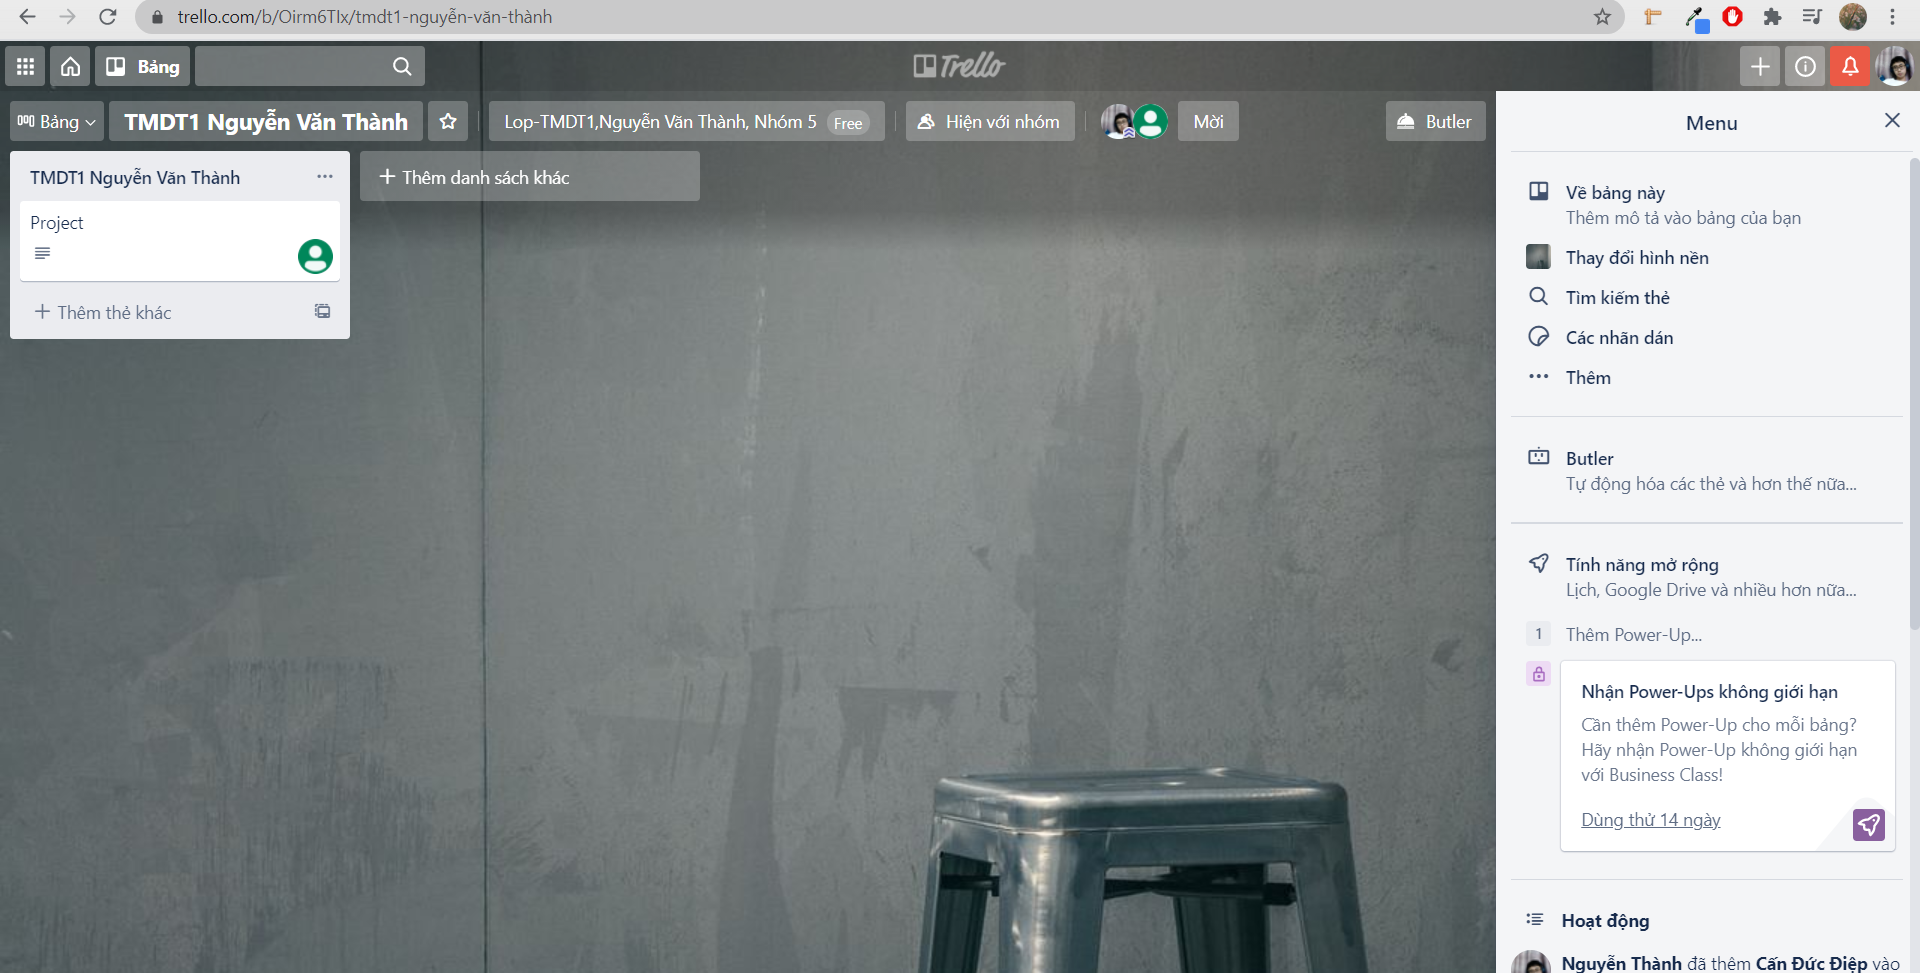 trello.com/b/Oirm6TIx/tmdt1-nguyễn-văn-thành
Bảng
Trello
Bảng
TMDT1 Nguyễn Văn Thành
Lop-TMDT1,Nguyễn Văn Thành, Nhóm 5 Free
Hiện với nhóm
Mời
Butler
TMDT1 Nguyễn Văn Thành
Project
+ Thêm thẻ khác
+ Thêm danh sách khác
Menu
Về bảng này
Thêm mô tả vào bảng của bạn
Thay đổi hình nền
Tìm kiếm thẻ
Các nhãn dán
Thêm
Butler
Tự động hóa các thẻ và hơn thế nữa...
Tính năng mở rộng
Lịch, Google Drive và nhiều hơn nữa...
1 Thêm Power-Up...
Nhận Power-Ups không giới hạn
Cần thêm Power-Up cho mỗi bảng?
Hãy nhận Power-Up không giới hạn
với Business Class!
Dùng thử 14 ngày
Hoạt động
Nguyễn Thành đã thêm Cấn Đức Điệp vào